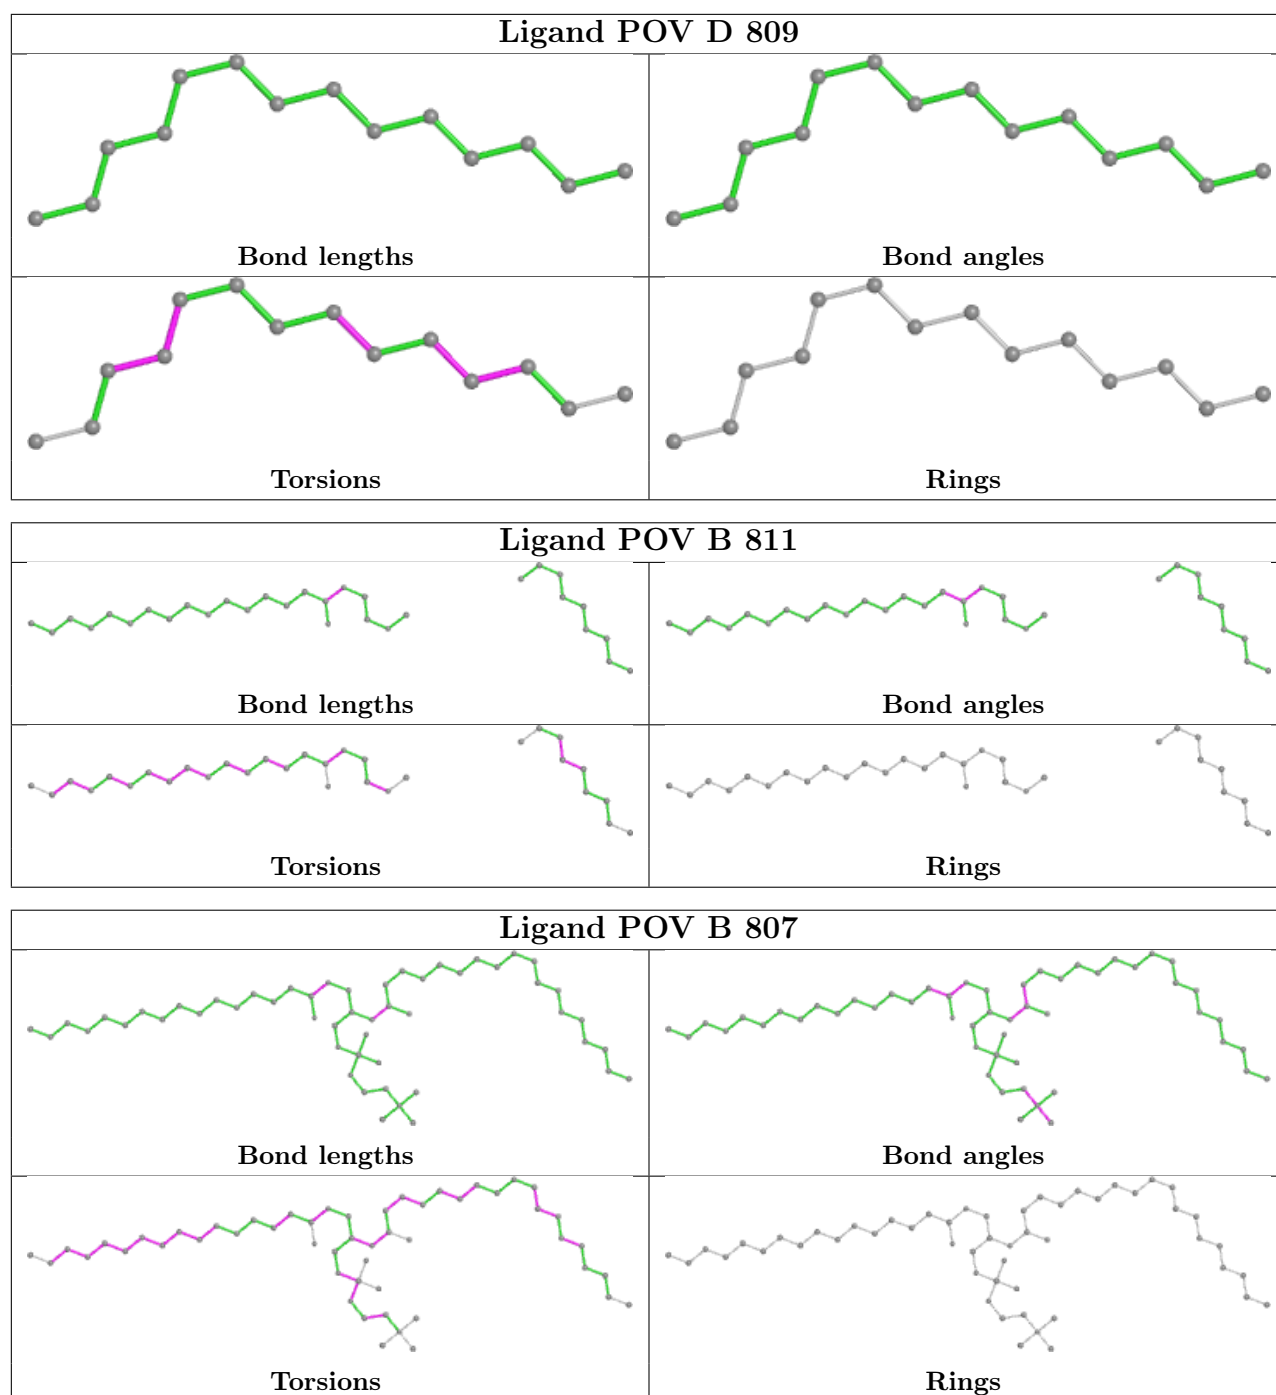 Ligand POV D 809
Bond lengths
Bond angles
Torsions
Rings
Ligand POV B 811
Bond lengths
Bond angles
Torsions
Rings
Ligand POV B 807
Bond lengths
Bond angles
Torsions
Rings